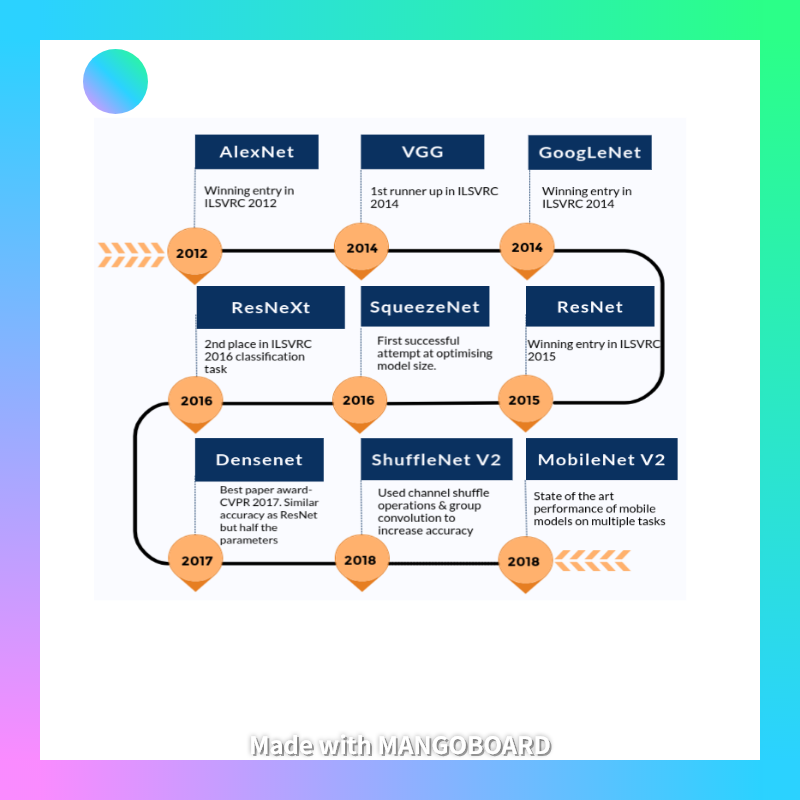 AlexNet
Winning entry in
ILSVRC 2012
2012
VGG
1st runner up in ILSVRC
2014
2014
GoogLeNet
Winning entry in
ILSVRC 2014
2014
ResNet
Winning entry in ILSVRC
2015
2015
SqueezeNet
First successful
attempt at optimising
model size.
2016
ResNeXt
2nd place in ILSVRC
2016 classification
task
2016
Densenet
Best paper award-
CVPR 2017. Similar
accuracy as ResNet
but half the
parameters
2017
ShuffleNet V2
Used channel shuffle
operations & group
convolution to
increase accuracy
2018
MobileNet V2
State of the art
performance of mobile
models on multiple tasks
2018
Made with MANGOBOARD